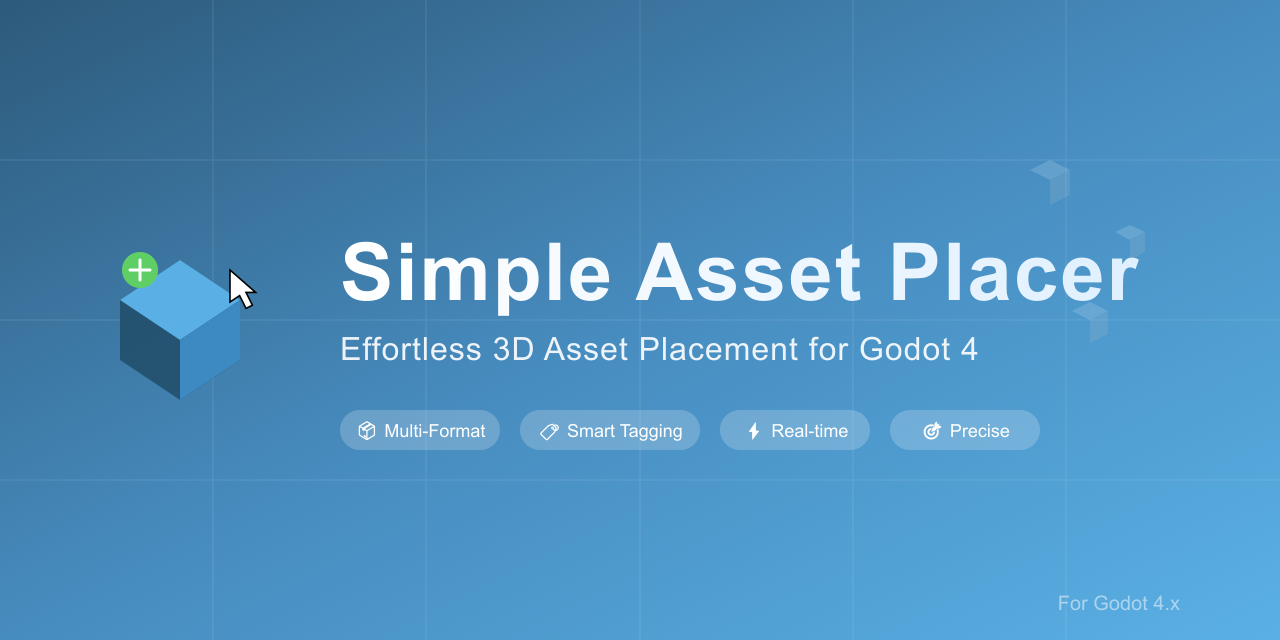 Simple Asset Placer
Effortless 3D Asset Placement for Godot 4
Multi-Format
Smart Tagging
Real-time
Precise
For Godot 4.x